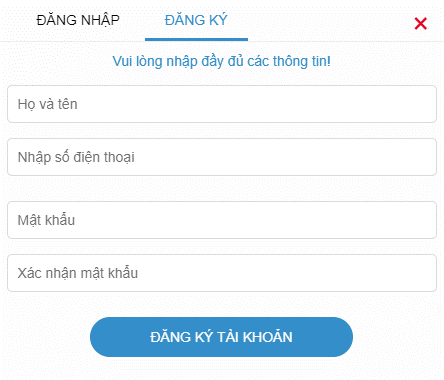 ĐĂNG NHẬP ĐĂNG KÝ
Vui lòng nhập đầy đủ các thông tin!
Họ và tên
Nhập số điện thoại
Mật khẩu
Xác nhận mật khẩu
ĐĂNG KÝ TÀI KHOẢN